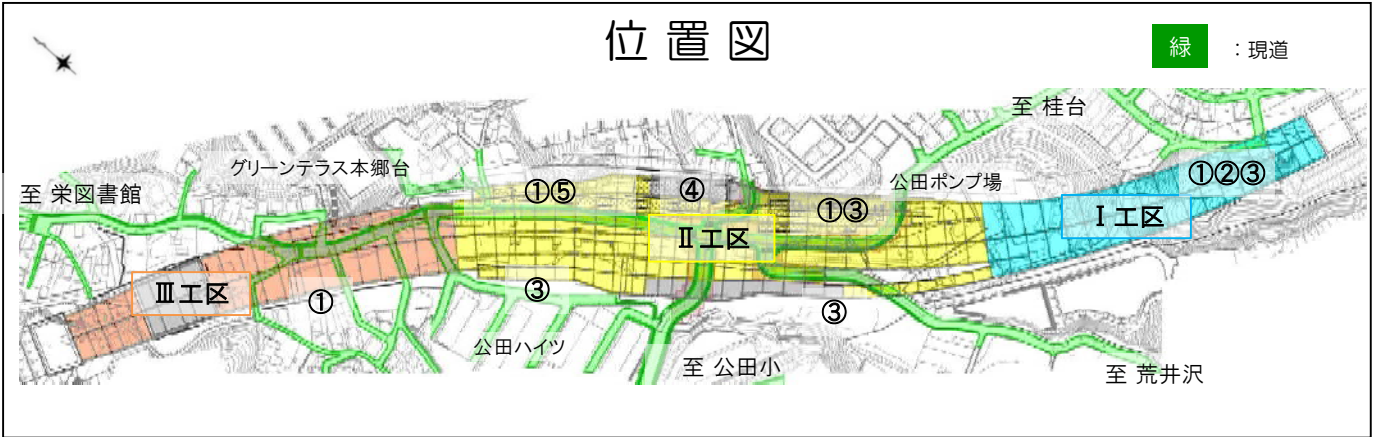 位置図
緑 ：現道
至 桂台
グリーンテラス本郷台
至 栄図書館
①⑤
④
公田ポンプ場
①②③
①③
Ⅰ工区
Ⅱ工区
Ⅲ工区
①
③
③
公田ハイツ
至 公田小
至 荒井沢